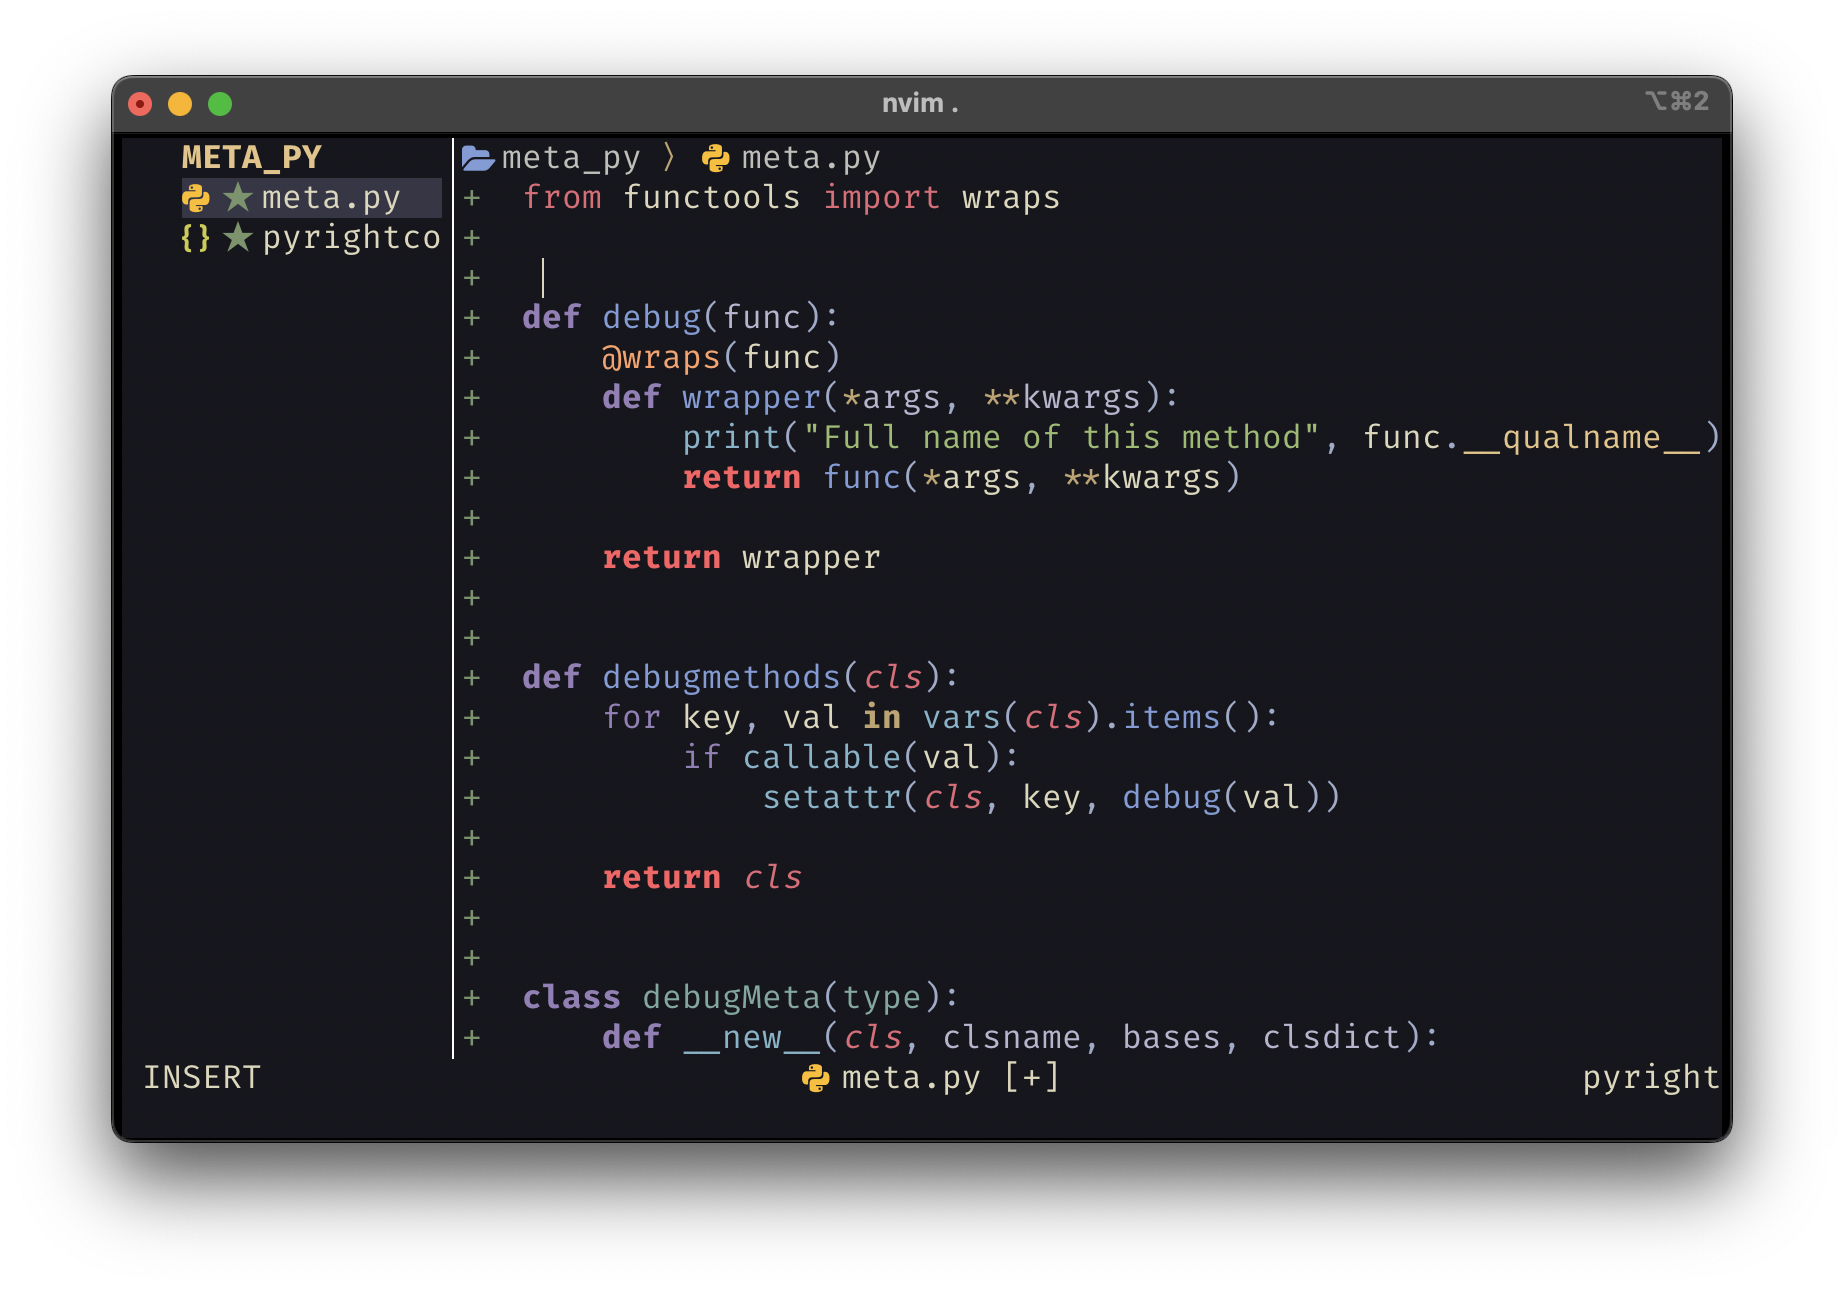 nvim .
⌥⌘2
META_PY
meta.py
{} pyrightco
meta_py 〉 meta.py
+ from functools import wraps
+
+
+ def debug(func):
+     @wraps(func)
+     def wrapper(*args, **kwargs):
+         print("Full name of this method", func.__qualname__)
+         return func(*args, **kwargs)
+
+     return wrapper
+
+
+ def debugmethods(cls):
+     for key, val in vars(cls).items():
+         if callable(val):
+             setattr(cls, key, debug(val))
+
+     return cls
+
+
+ class debugMeta(type):
+     def __new__(cls, clsname, bases, clsdict):
INSERT
meta.py [+]
pyright